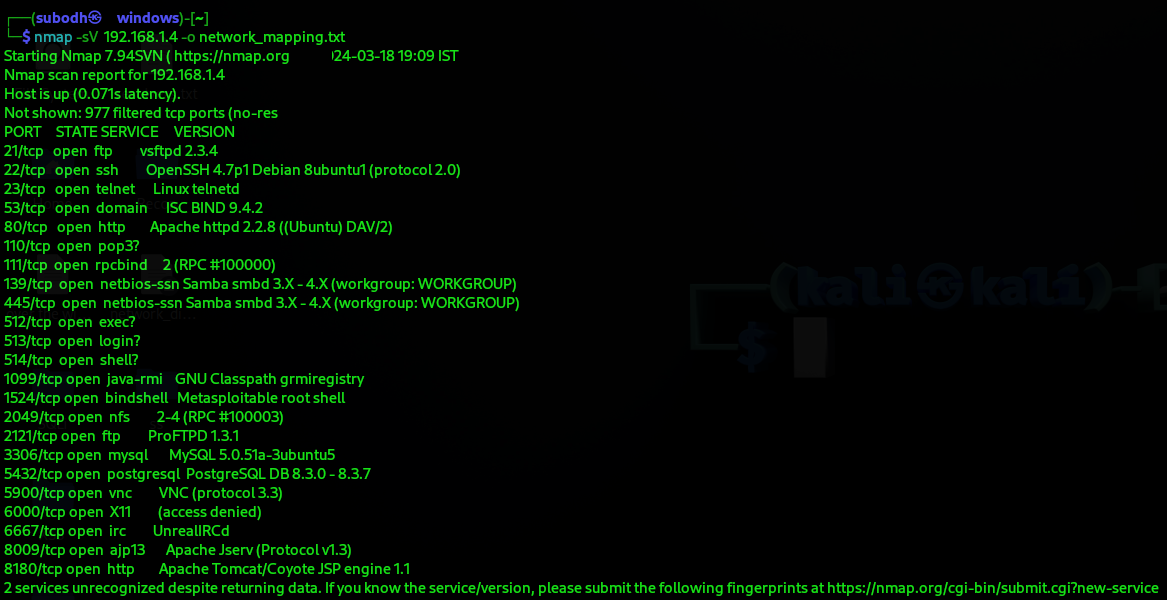 ┌──(subodh㉿ windows)-[~]
└─$ nmap -sV 192.168.1.4 -o network_mapping.txt
Starting Nmap 7.94SVN ( https://nmap.org 24-03-18 19:09 IST
Nmap scan report for 192.168.1.4
Host is up (0.071s latency).
Not shown: 977 filtered tcp ports (no-res
PORT STATE SERVICE VERSION
21/tcp open ftp vsftpd 2.3.4
22/tcp open ssh OpenSSH 4.7p1 Debian 8ubuntu1 (protocol 2.0)
23/tcp open telnet Linux telnetd
53/tcp open domain ISC BIND 9.4.2
80/tcp open http Apache httpd 2.2.8 ((Ubuntu) DAV/2)
110/tcp open pop3?
111/tcp open rpcbind 2 (RPC #100000)
139/tcp open netbios-ssn Samba smbd 3.X - 4.X (workgroup: WORKGROUP)
445/tcp open netbios-ssn Samba smbd 3.X - 4.X (workgroup: WORKGROUP)
512/tcp open exec?
513/tcp open login?
514/tcp open shell?
1099/tcp open java-rmi GNU Classpath grmiregistry
1524/tcp open bindshell Metasploitable root shell
2049/tcp open nfs 2-4 (RPC #100003)
2121/tcp open ftp ProFTPD 1.3.1
3306/tcp open mysql MySQL 5.0.51a-3ubuntu5
5432/tcp open postgresql PostgreSQL DB 8.3.0 - 8.3.7
5900/tcp open vnc VNC (protocol 3.3)
6000/tcp open X11 (access denied)
6667/tcp open irc UnrealIRCd
8009/tcp open ajp13 Apache Jserv (Protocol v1.3)
8180/tcp open http Apache Tomcat/Coyote JSP engine 1.1
2 services unrecognized despite returning data. If you know the service/version, please submit the following fingerprints at https://nmap.org/cgi-bin/submit.cgi?new-service
(kali㉿kali)-
$